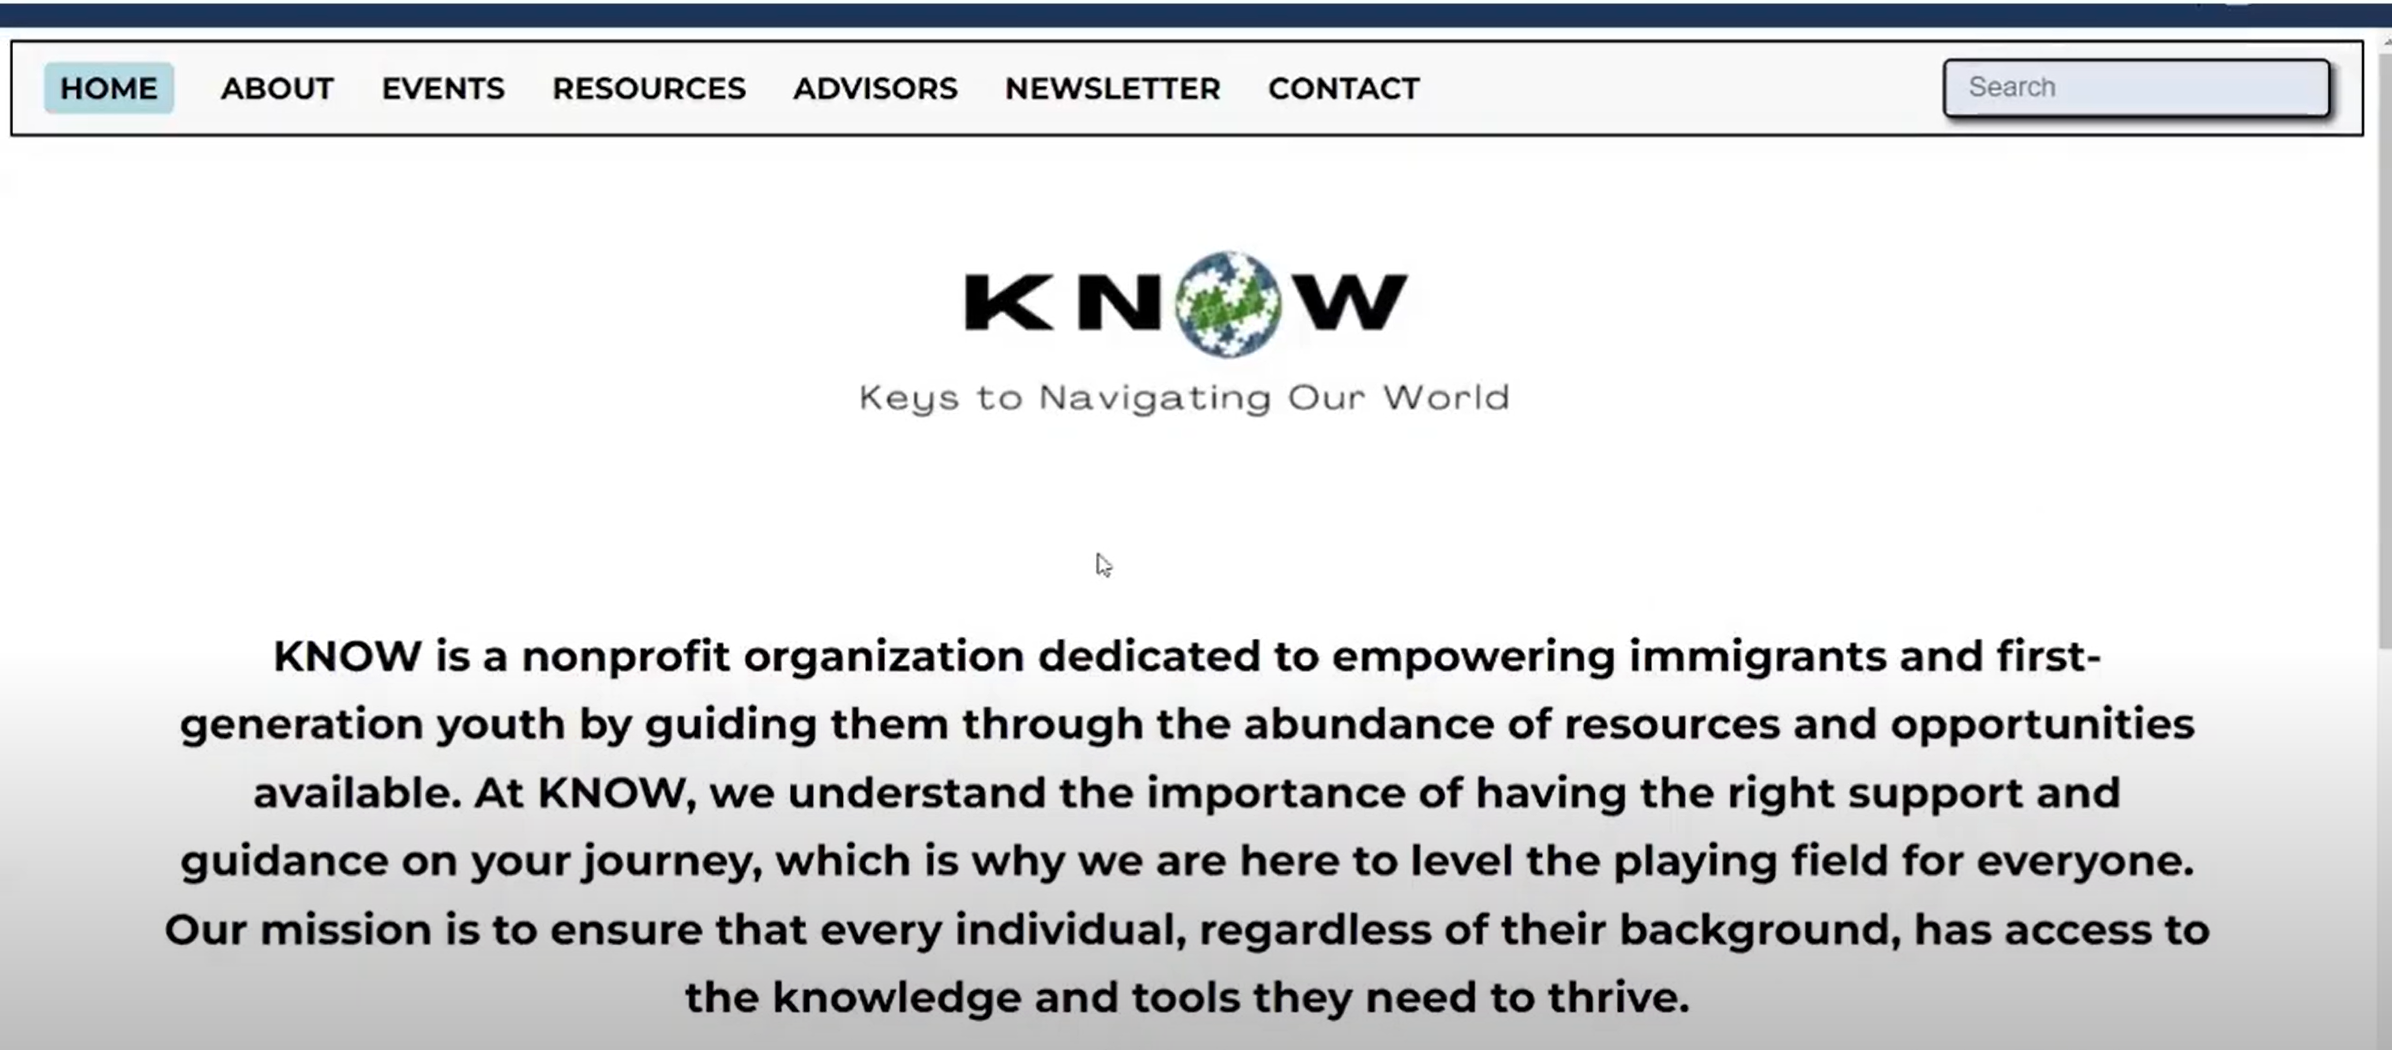 HOME ABOUT EVENTS RESOURCES ADVISORS NEWSLETTER CONTACT Search
KNOW
Keys to Navigating Our World
KNOW is a nonprofit organization dedicated to empowering immigrants and first-
generation youth by guiding them through the abundance of resources and opportunities
available. At KNOW, we understand the importance of having the right support and
guidance on your journey, which is why we are here to level the playing field for everyone.
Our mission is to ensure that every individual, regardless of their background, has access to
the knowledge and tools they need to thrive.